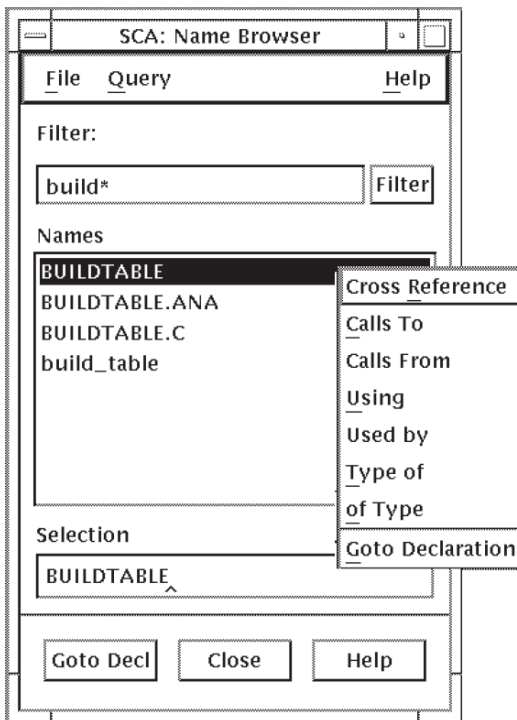 SCA: Name Browser
File Query Help
Filter:
build* Filter
Names
BUILDTABLE
BUILDTABLE.ANA
BUILDTABLE.C
build_table
Cross Reference
Calls To
Calls From
Using
Used by
Type of
of Type
Goto Declaration
Selection
BUILDTABLE
Goto Decl Close Help